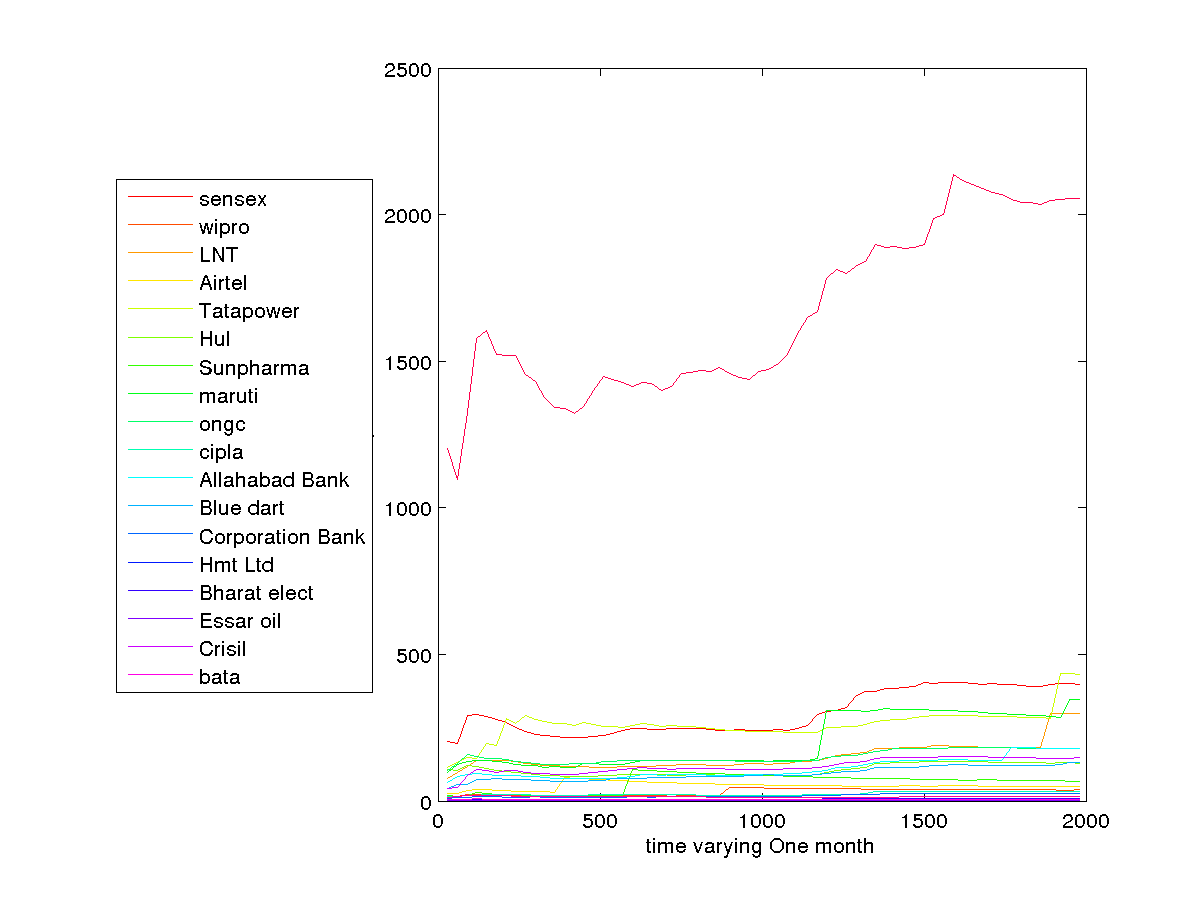 2500
2000
1500
1000
500
0
0
500
1000
1500
2000
time varying One month
sensex
wipro
LNT
Airtel
Tatapower
Hul
Sunpharma
maruti
ongc
cipla
Allahabad Bank
Blue dart
Corporation Bank
Hmt Ltd
Bharat elect
Essar oil
Crisil
bata